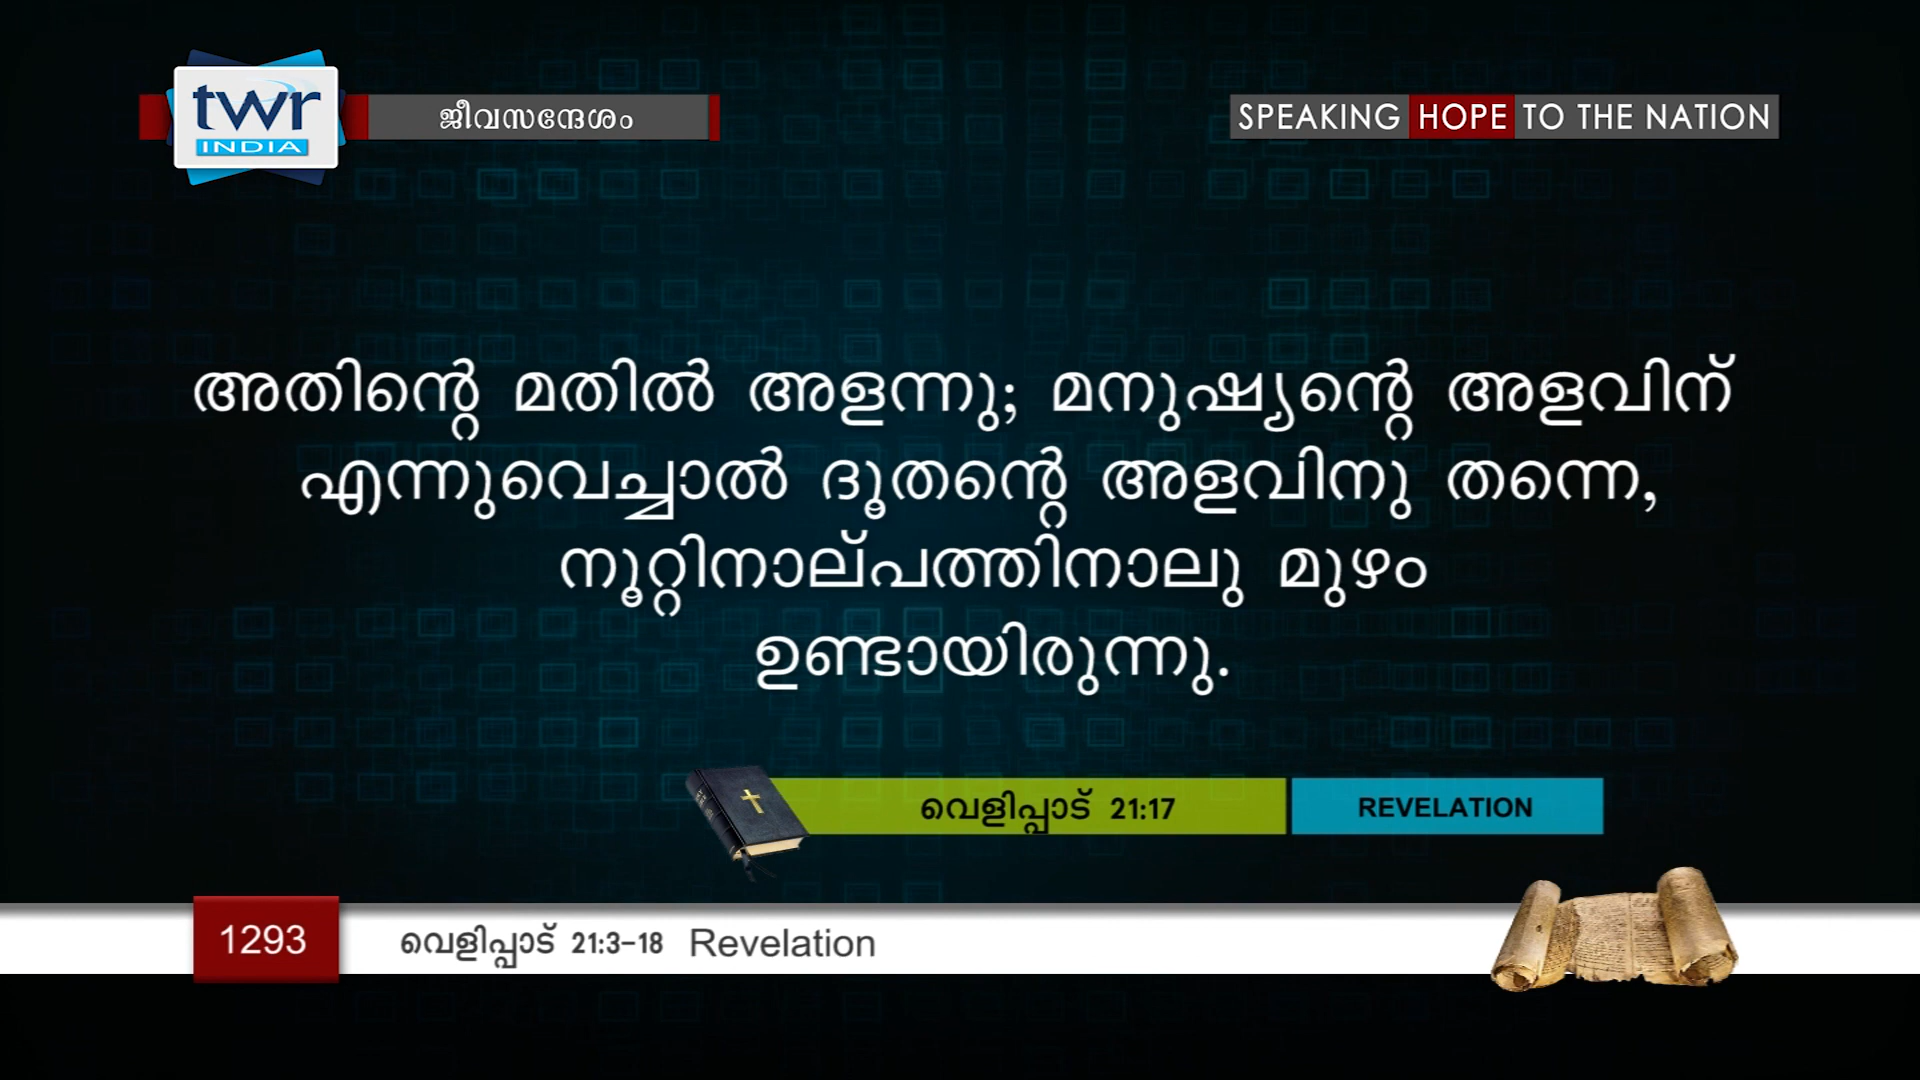 twr
INDIA
ജീവസന്ദേശം
SPEAKING HOPE TO THE NATION
അതിന്റെ മതിൽ അളന്നു; മനുഷ്യന്റെ അളവിന്
എന്നുവെച്ചാൽ ദൂതന്റെ അളവിനു തന്നെ,
നൂറ്റിനാല്പത്തിനാലു മുഴം
ഉണ്ടായിരുന്നു.
വെളിപ്പാട് 21:17
REVELATION
1293
വെളിപ്പാട് 21:3-18 Revelation